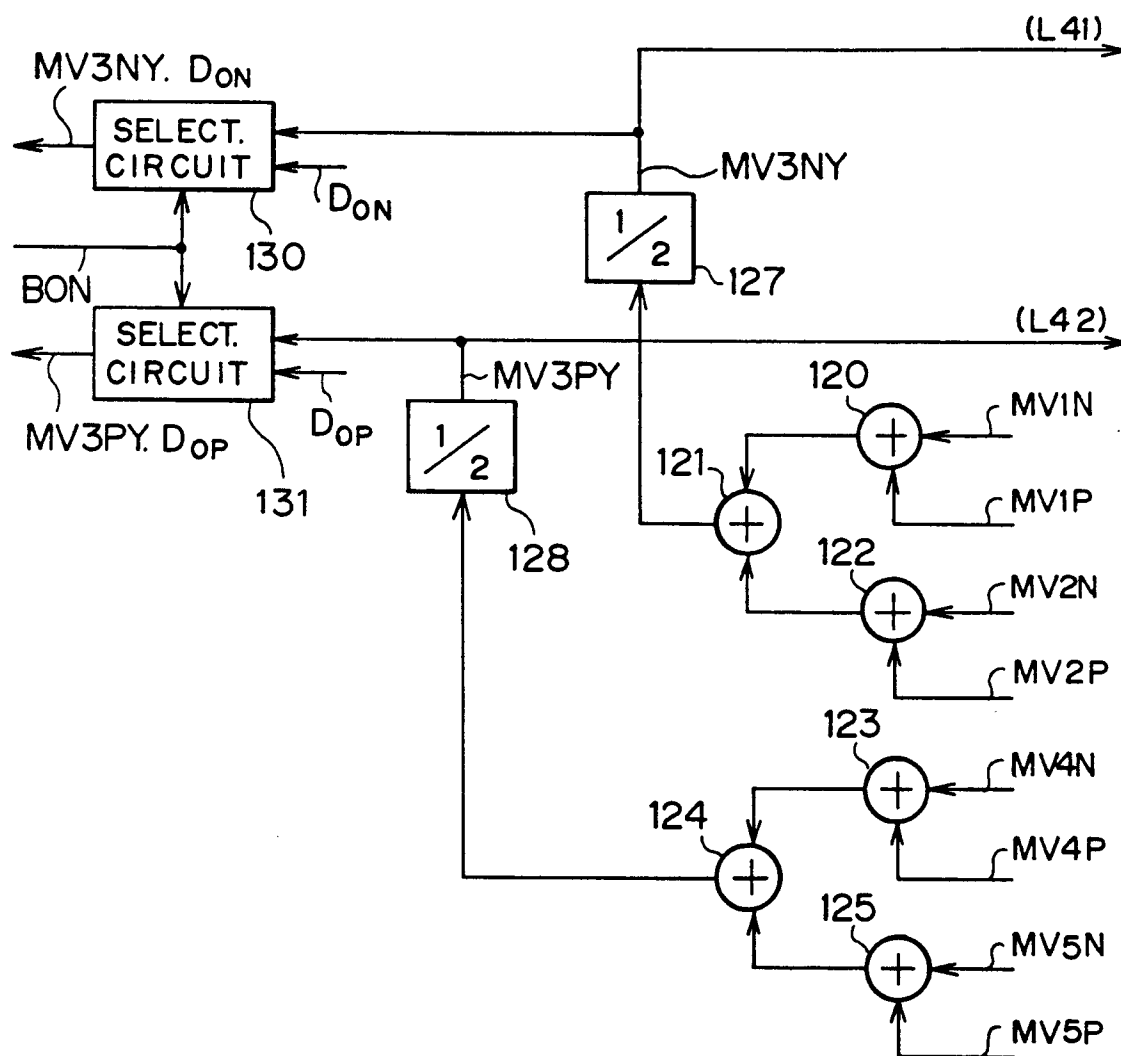 (L41)
MV3NY. DON
SELECT.
CIRCUIT
MV3NY
DON
130
1/2
127
BON
(L42)
SELECT.
CIRCUIT
MV3PY
DOP
MV3PY. DOP
131
1/2
128
120
MV1N
121
MV1P
122
MV2N
MV2P
123
MV4N
124
MV4P
125
MV5N
MV5P